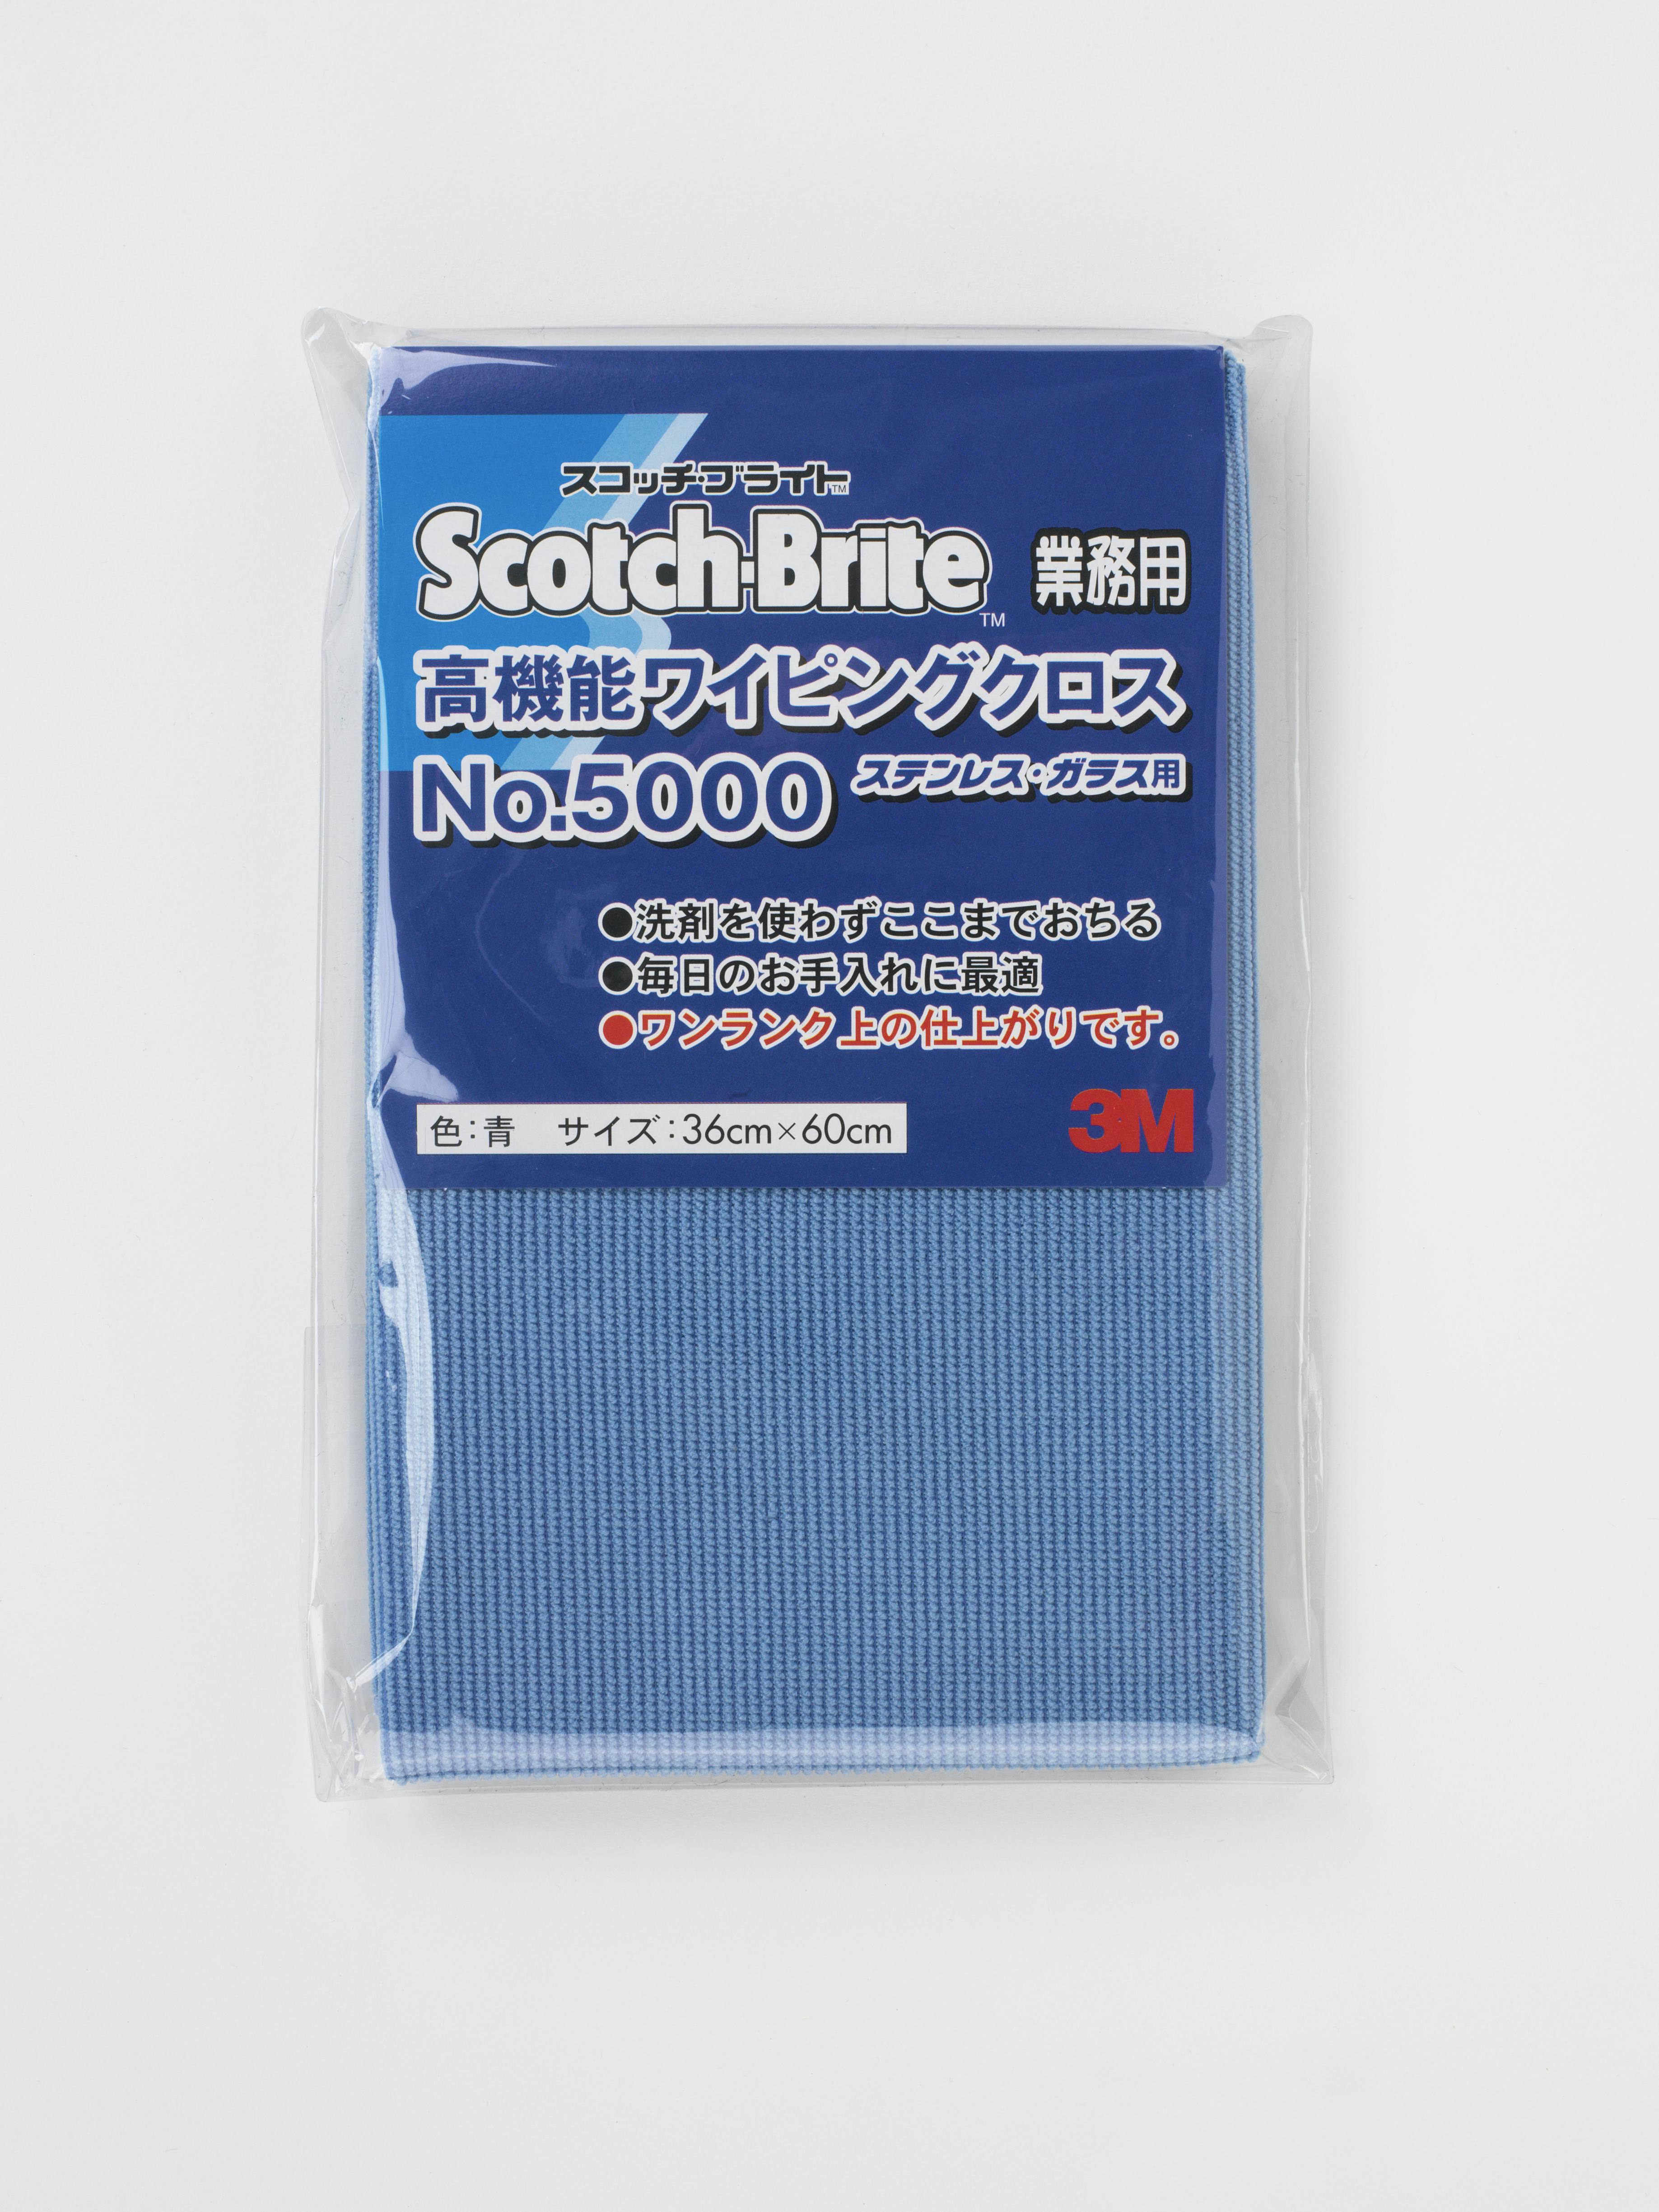 スコッチ・ブライト™
Scotch-Brite™ 業務用
高機能ワイピングクロス
No.5000 ステンレス・ガラス用
●洗剤を使わずここまでおちる
●毎日のお手入れに最適
●ワンランク上の仕上がりです。
色:青 サイズ:36cm×60cm
3M